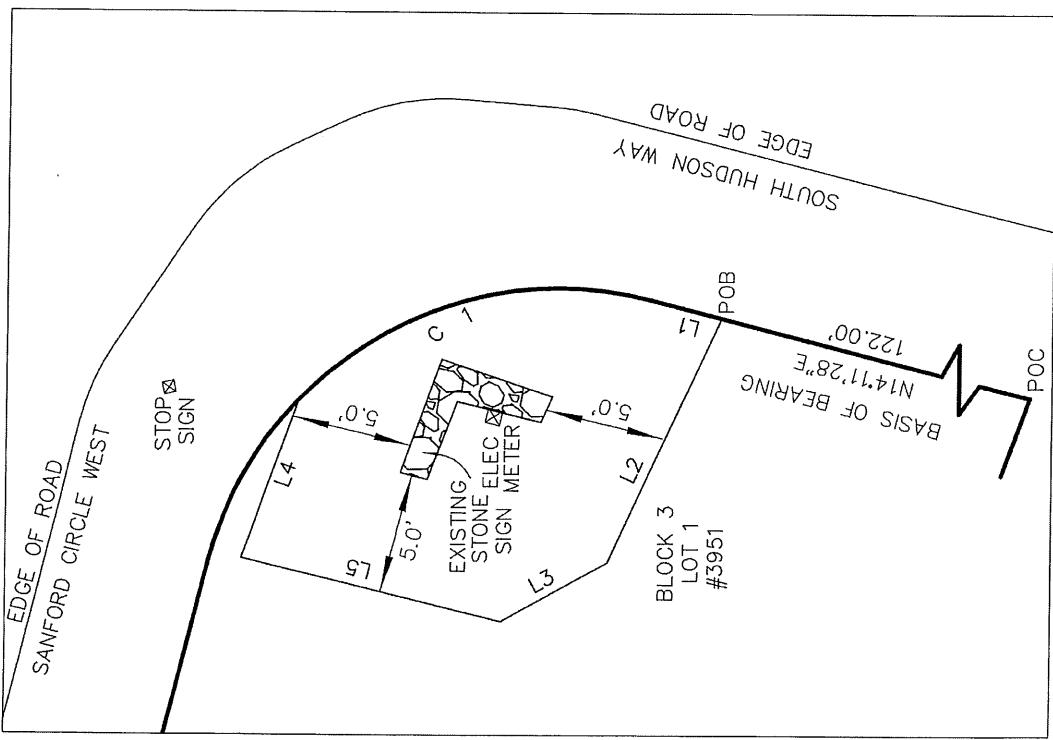 EDGE OF ROAD
SANFORD CIRCLE WEST
STOP
SIGN
EDGE OF ROAD
SOUTH HUDSON WAY
C 1
L4
5.0'
L5
5.0'
EXISTING
STONE
SIGN
ELEC
METER
5.0'
L1
POB
L2
L3
BLOCK 3
LOT 1
#3951
122.00'
N14°11'28"E
BASIS OF BEARING
POC